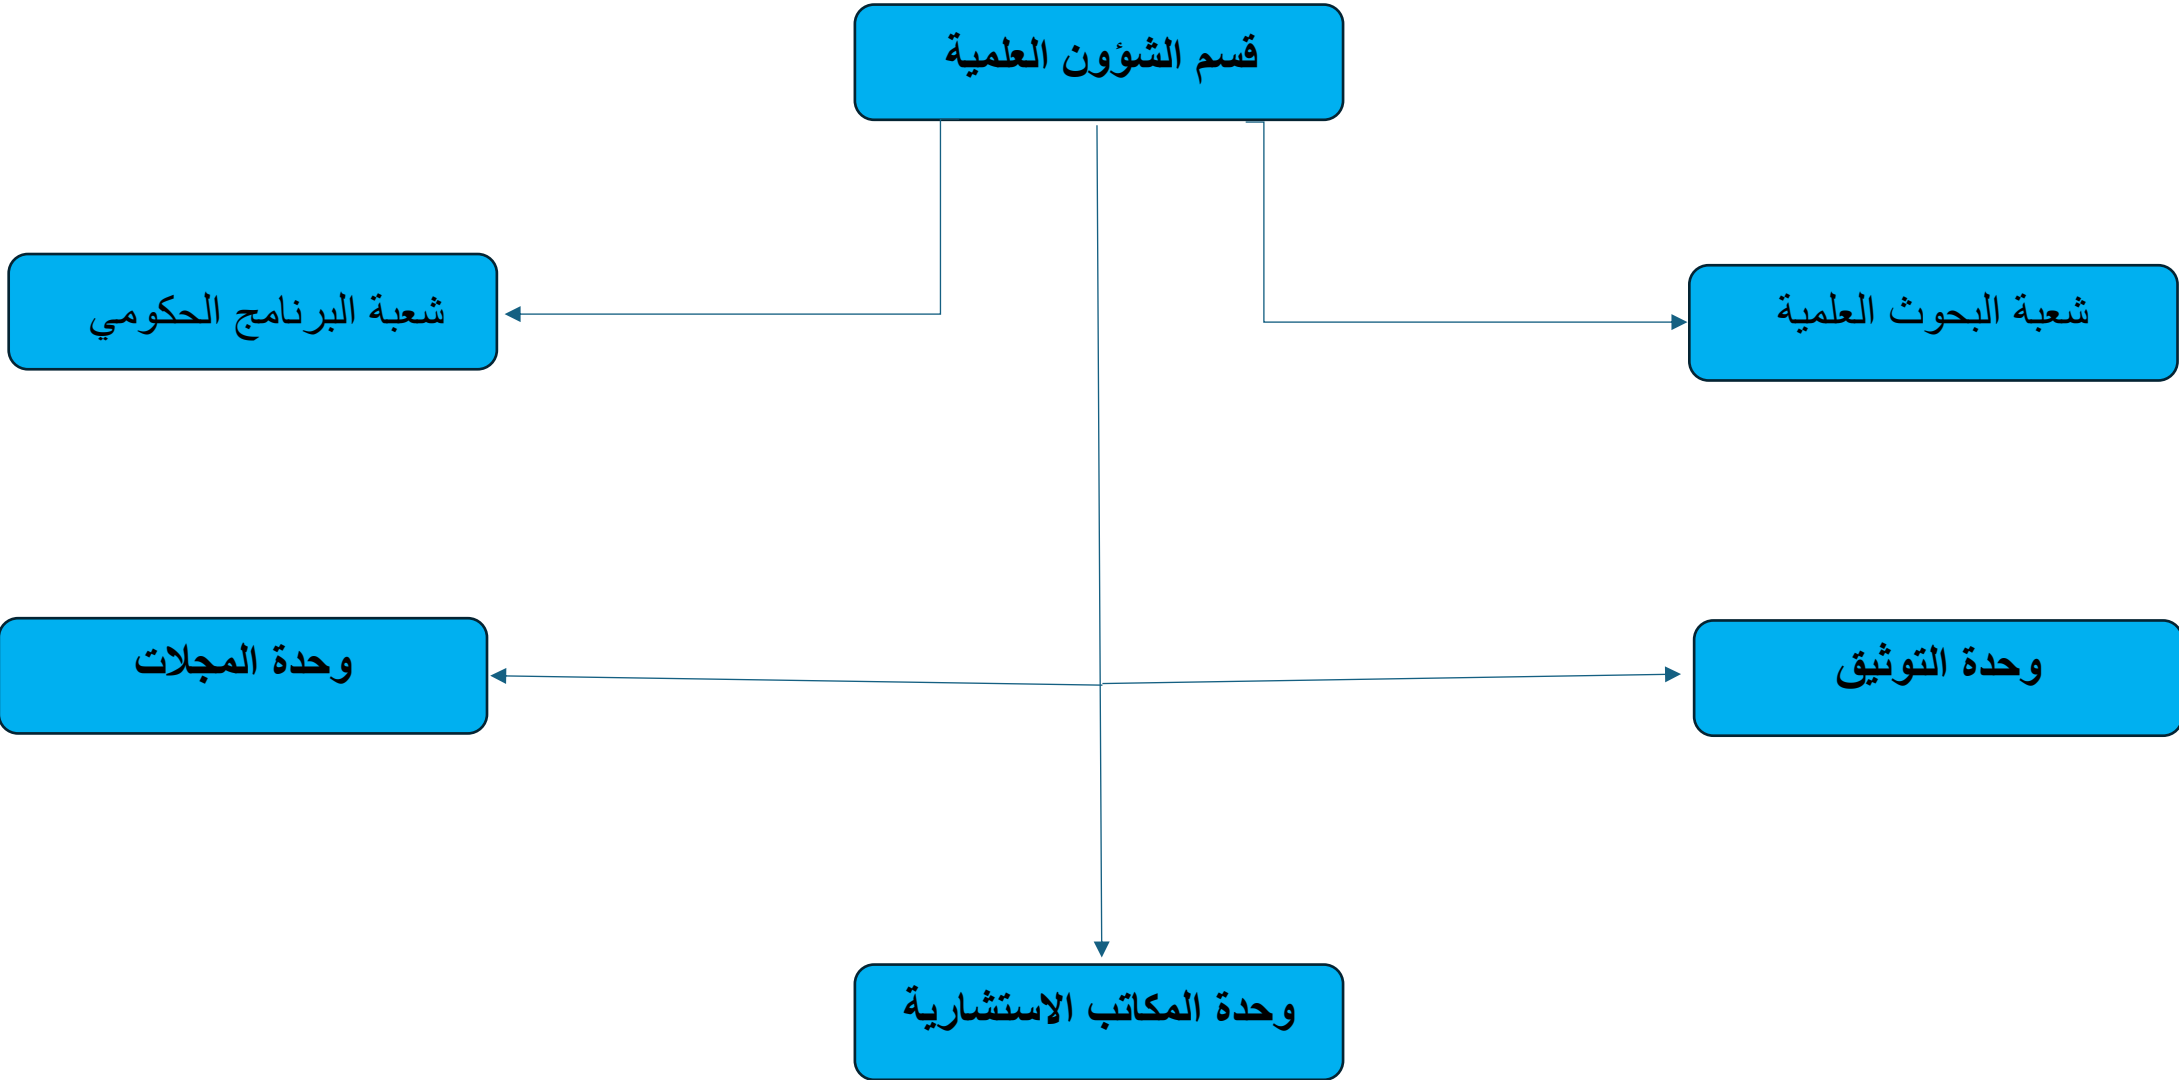 قسم الشؤون العلمية
شعبة البحوث العلمية
شعبة البرنامج الحكومي
وحدة التوثيق
وحدة المجلات
وحدة المكاتب الاستشارية